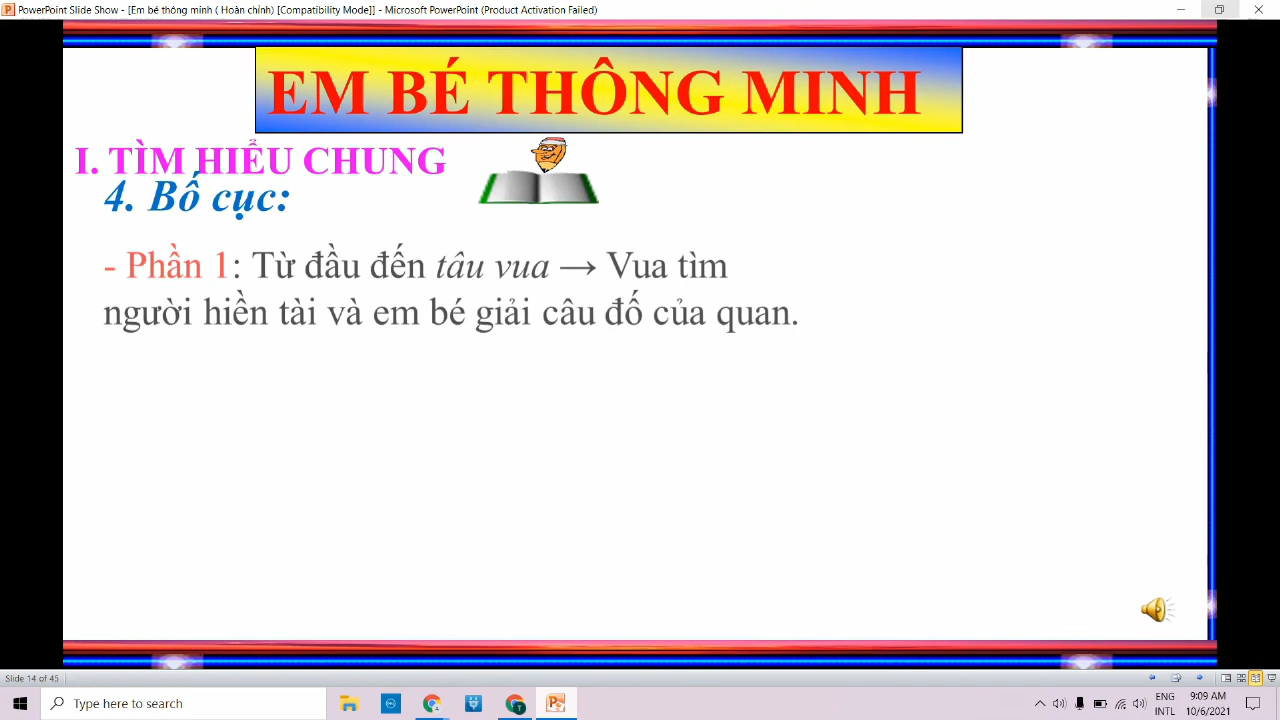 PowerPoint Slide Show - [Em bé thông minh ( Hoàn chỉnh) [Compatibility Mode]] - Microsoft PowerPoint (Product Activation Failed)
EM BÉ THÔNG MINH
I. TÌM HIỂU CHUNG
4. Bố cục:
- Phần 1: Từ đầu đến tâu vua → Vua tìm
người hiền tài và em bé giải câu đố của quan.
Slide 14 of 45
Type here to search
ENG
INTL
9:09 AM
10/6/2021